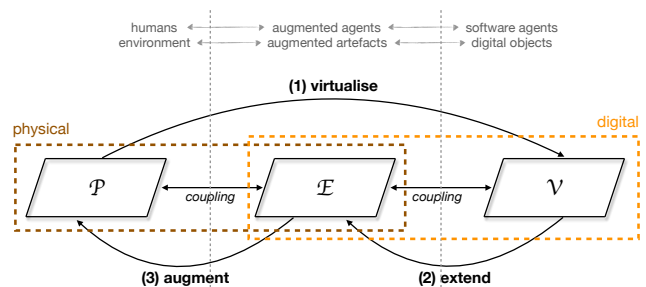 humans augmented agents software agents
environment augmented artefacts digital objects
(1) virtualise
physical digital
𝒫 ℰ 𝒱
coupling coupling
(3) augment (2) extend